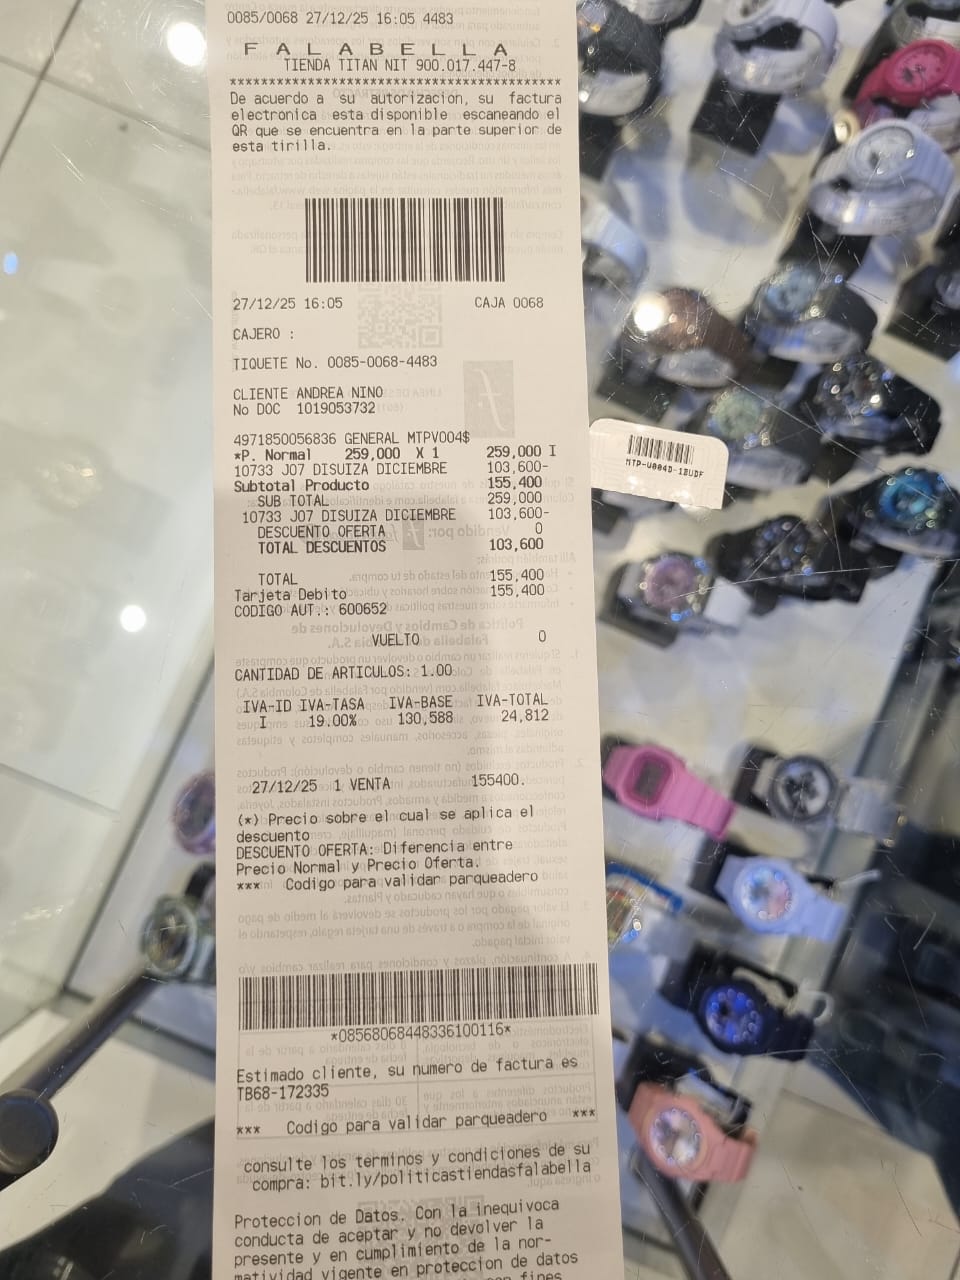 0085/0068 27/12/25 16:05 4483
FALABELLA
TIENDA TITAN NIT 900.017.447-8
De acuerdo a su autorizacion, su factura
electronica esta disponible escaneando el
QR que se encuentra en la parte superior de
esta tirilla.
27/12/25 16:05 CAJA 0068
CAJERO :
TIQUETE No. 0085-0068-4483
CLIENTE ANDREA NINO
No DOC 1019053732
4971850056836 GENERAL MTPV004$
*P. Normal 259,000 X 1 259,000 I
10733 J07 DISUIZA DICIEMBRE 103,600-
Subtotal Producto 155,400
SUB TOTAL 259,000
10733 J07 DISUIZA DICIEMBRE 103,600-
DESCUENTO OFERTA 0
TOTAL DESCUENTOS 103,600
TOTAL 155,400
Tarjeta Debito 155,400
CODIGO AUT.: 600652
VUELTO 0
CANTIDAD DE ARTICULOS: 1.00
IVA-ID IVA-TASA IVA-BASE IVA-TOTAL
I 19.00% 130,588 24,812
27/12/25 1 VENTA 155400.
(*) Precio sobre el cual se aplica el
descuento
DESCUENTO OFERTA: Diferencia entre
Precio Normal y Precio Oferta.
*** Codigo para validar parqueadero
*08568068448336100116*
Estimado cliente, su numero de factura es
TB68-172335
*** Codigo para validar parqueadero ***
consulte los terminos y condiciones de su
compra: bit.ly/politicastiendasfalabella
Proteccion de Datos. Con la inequivoca
conducta de aceptar y no devolver la
presente y en cumplimiento de la nor-
matividad vigente en proteccion de datos
fines
MTP-V004D-1BUDF